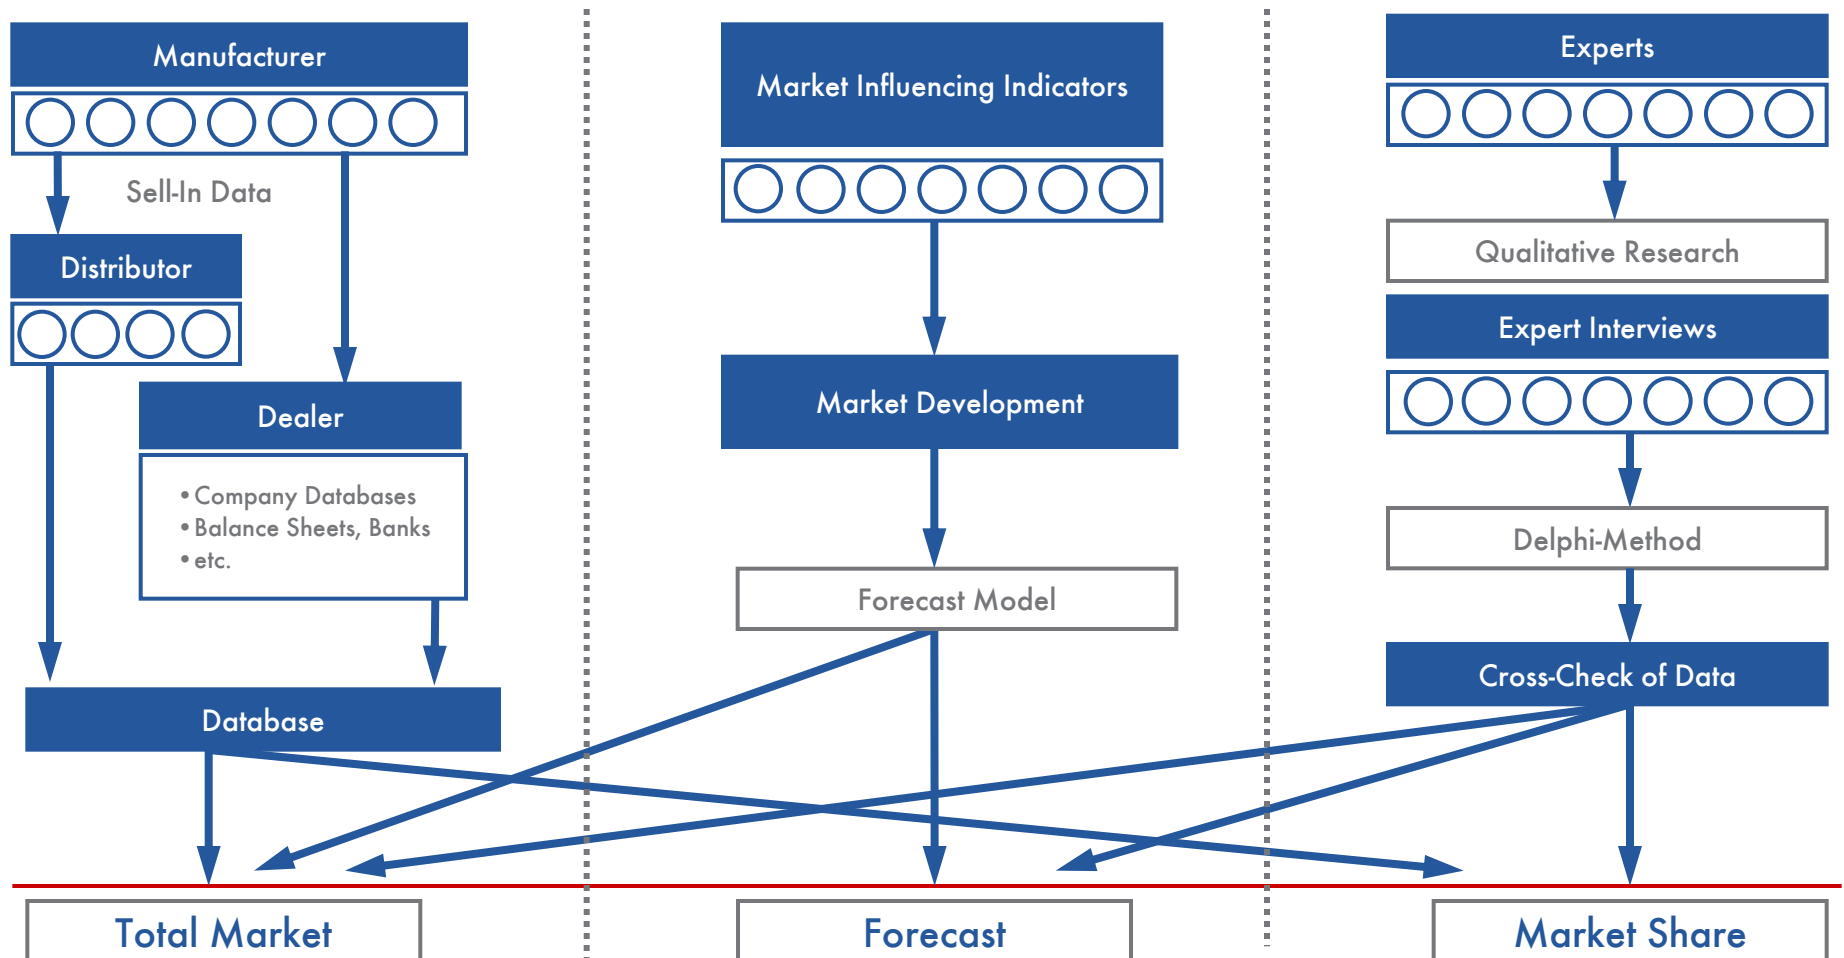 Manufacturer
Sell-In Data
Distributor
Dealer
•Company Databases
•Balance Sheets, Banks
•etc.
Database
Total Market
Market Influencing Indicators
Market Development
Forecast Model
Forecast
Experts
Qualitative Research
Expert Interviews
Delphi-Method
Cross-Check of Data
Market Share